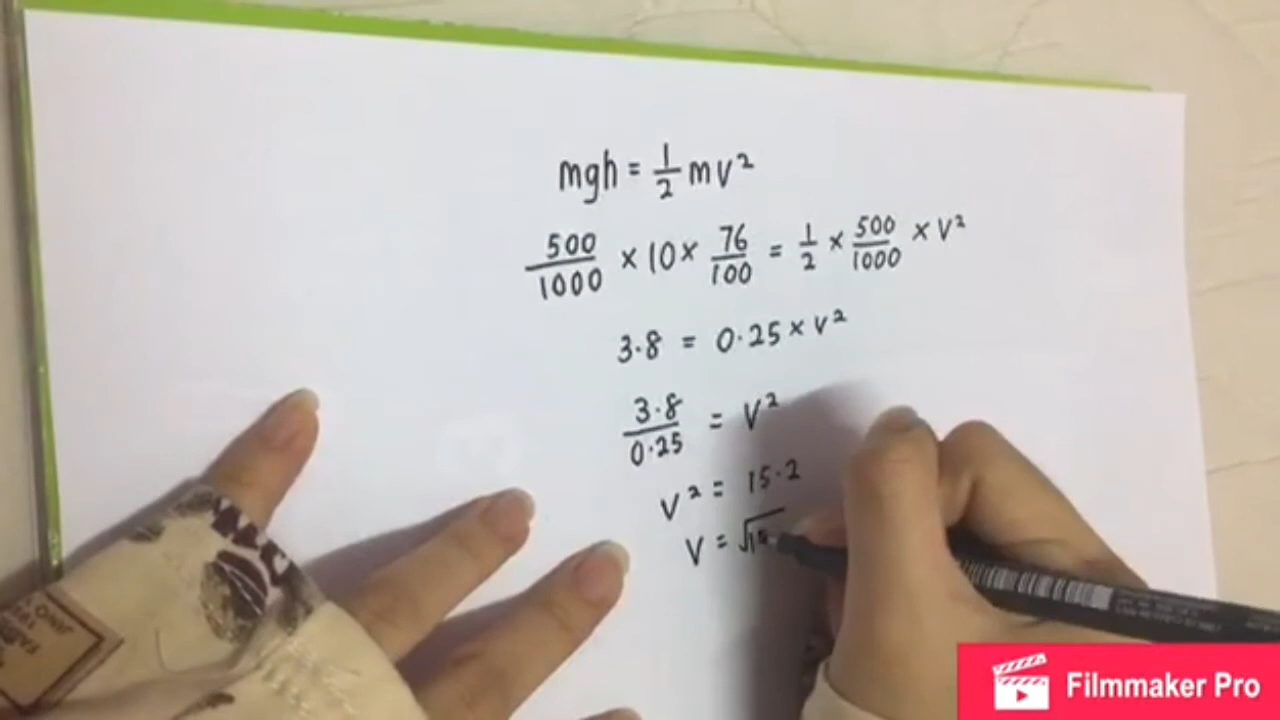 mgh = 1/2 mv²
500/1000 × 10 × 76/100 = 1/2 × 500/1000 × v²
3.8 = 0.25 × v²
3.8/0.25 = v²
v² = 15.2
v = √15
Filmmaker Pro